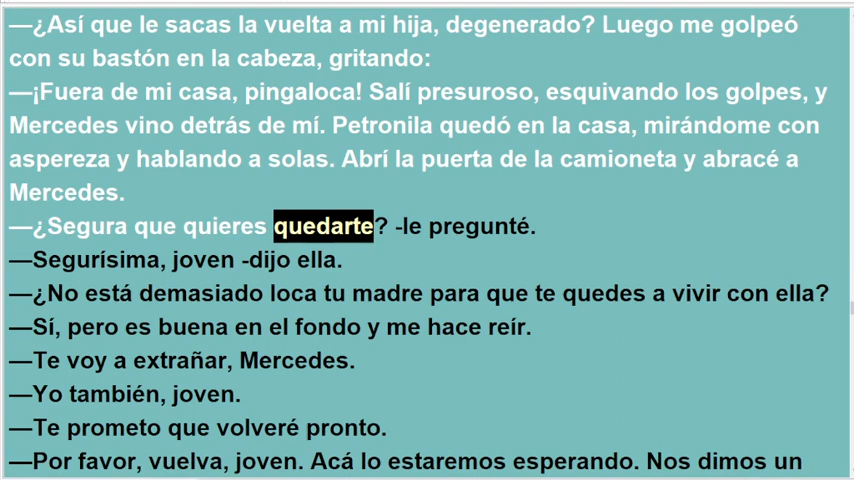 —¿Así que le sacas la vuelta a mi hija, degenerado? Luego me golpeó
con su bastón en la cabeza, gritando:
—¡Fuera de mi casa, pingaloca! Salí presuroso, esquivando los golpes, y
Mercedes vino detrás de mí. Petronila quedó en la casa, mirándome con
aspereza y hablando a solas. Abrí la puerta de la camioneta y abracé a
Mercedes.
—¿Segura que quieres quedarte? -le pregunté.
—Segurísima, joven -dijo ella.
—¿No está demasiado loca tu madre para que te quedes a vivir con ella?
—Sí, pero es buena en el fondo y me hace reír.
—Te voy a extrañar, Mercedes.
—Yo también, joven.
—Te prometo que volveré pronto.
—Por favor, vuelva, joven. Acá lo estaremos esperando. Nos dimos un